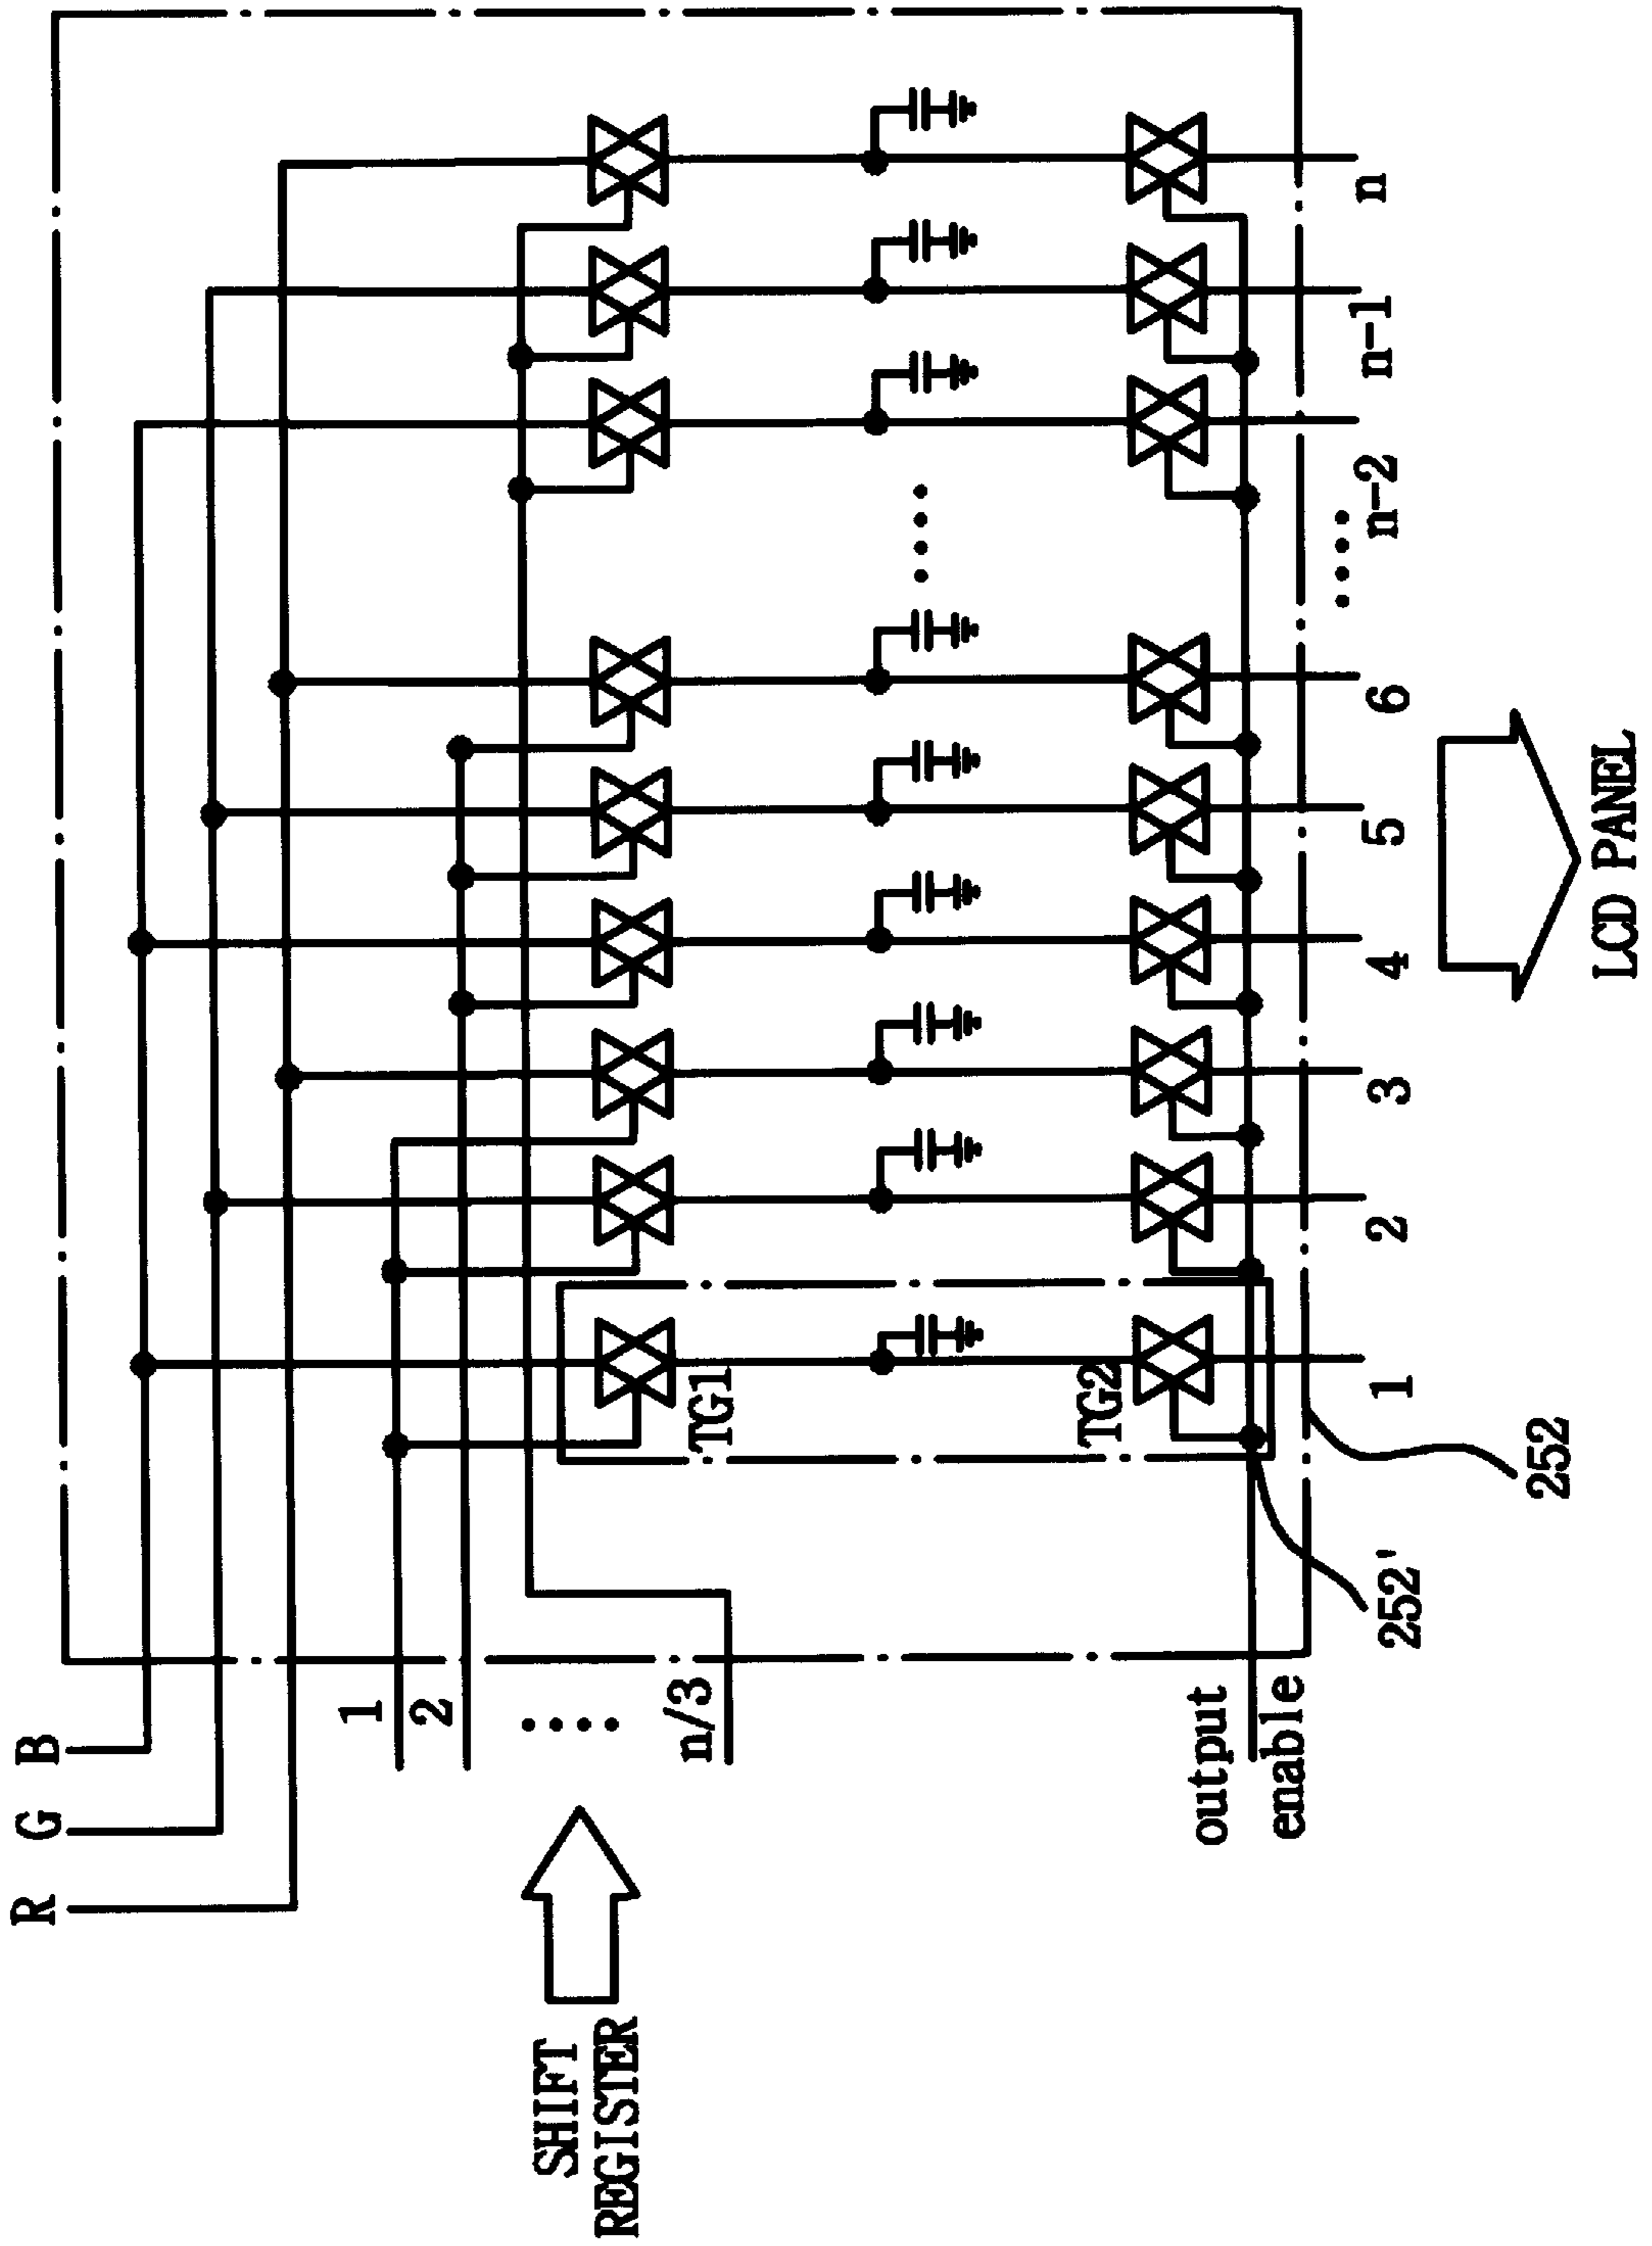 R G B
SHIFT
REGISTER
1
2
n/3
output
enable
TG1
TG2
252'
252
1 2 3 4 5 6 n-2 n-1 n
LCD PANEL